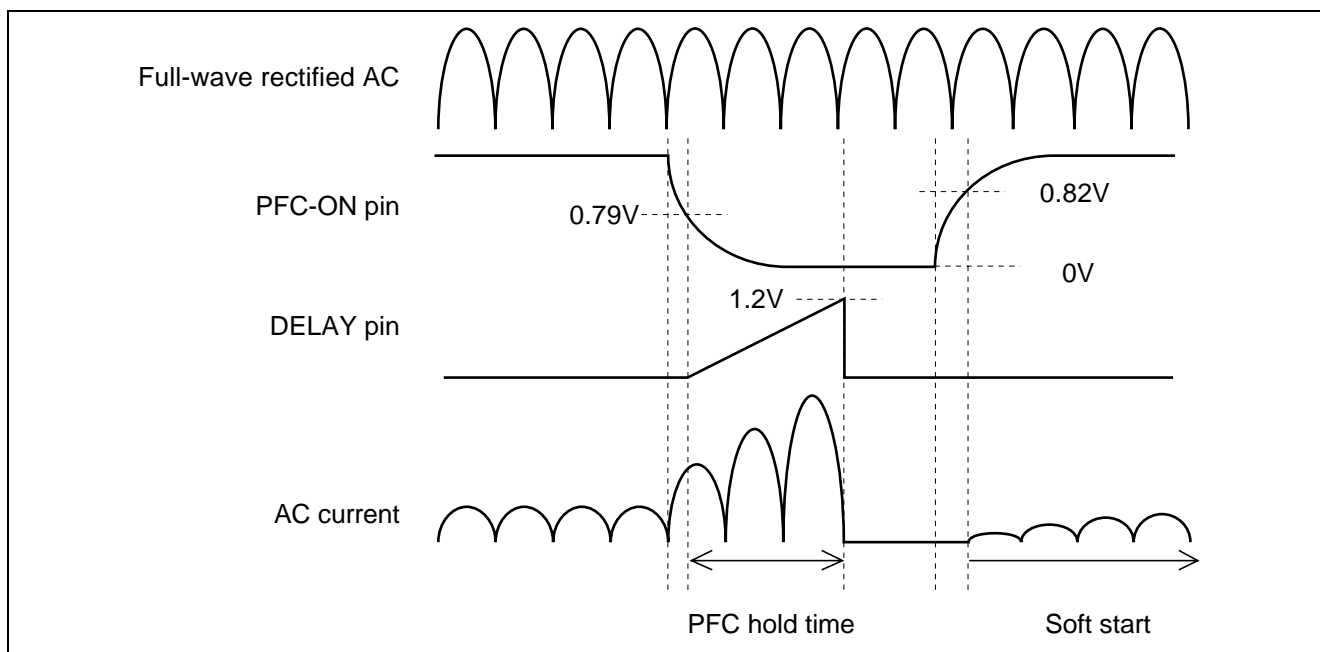 Full-wave rectified AC
PFC-ON pin
0.79V
0.82V
0V
1.2V
DELAY pin
AC current
PFC hold time
Soft start